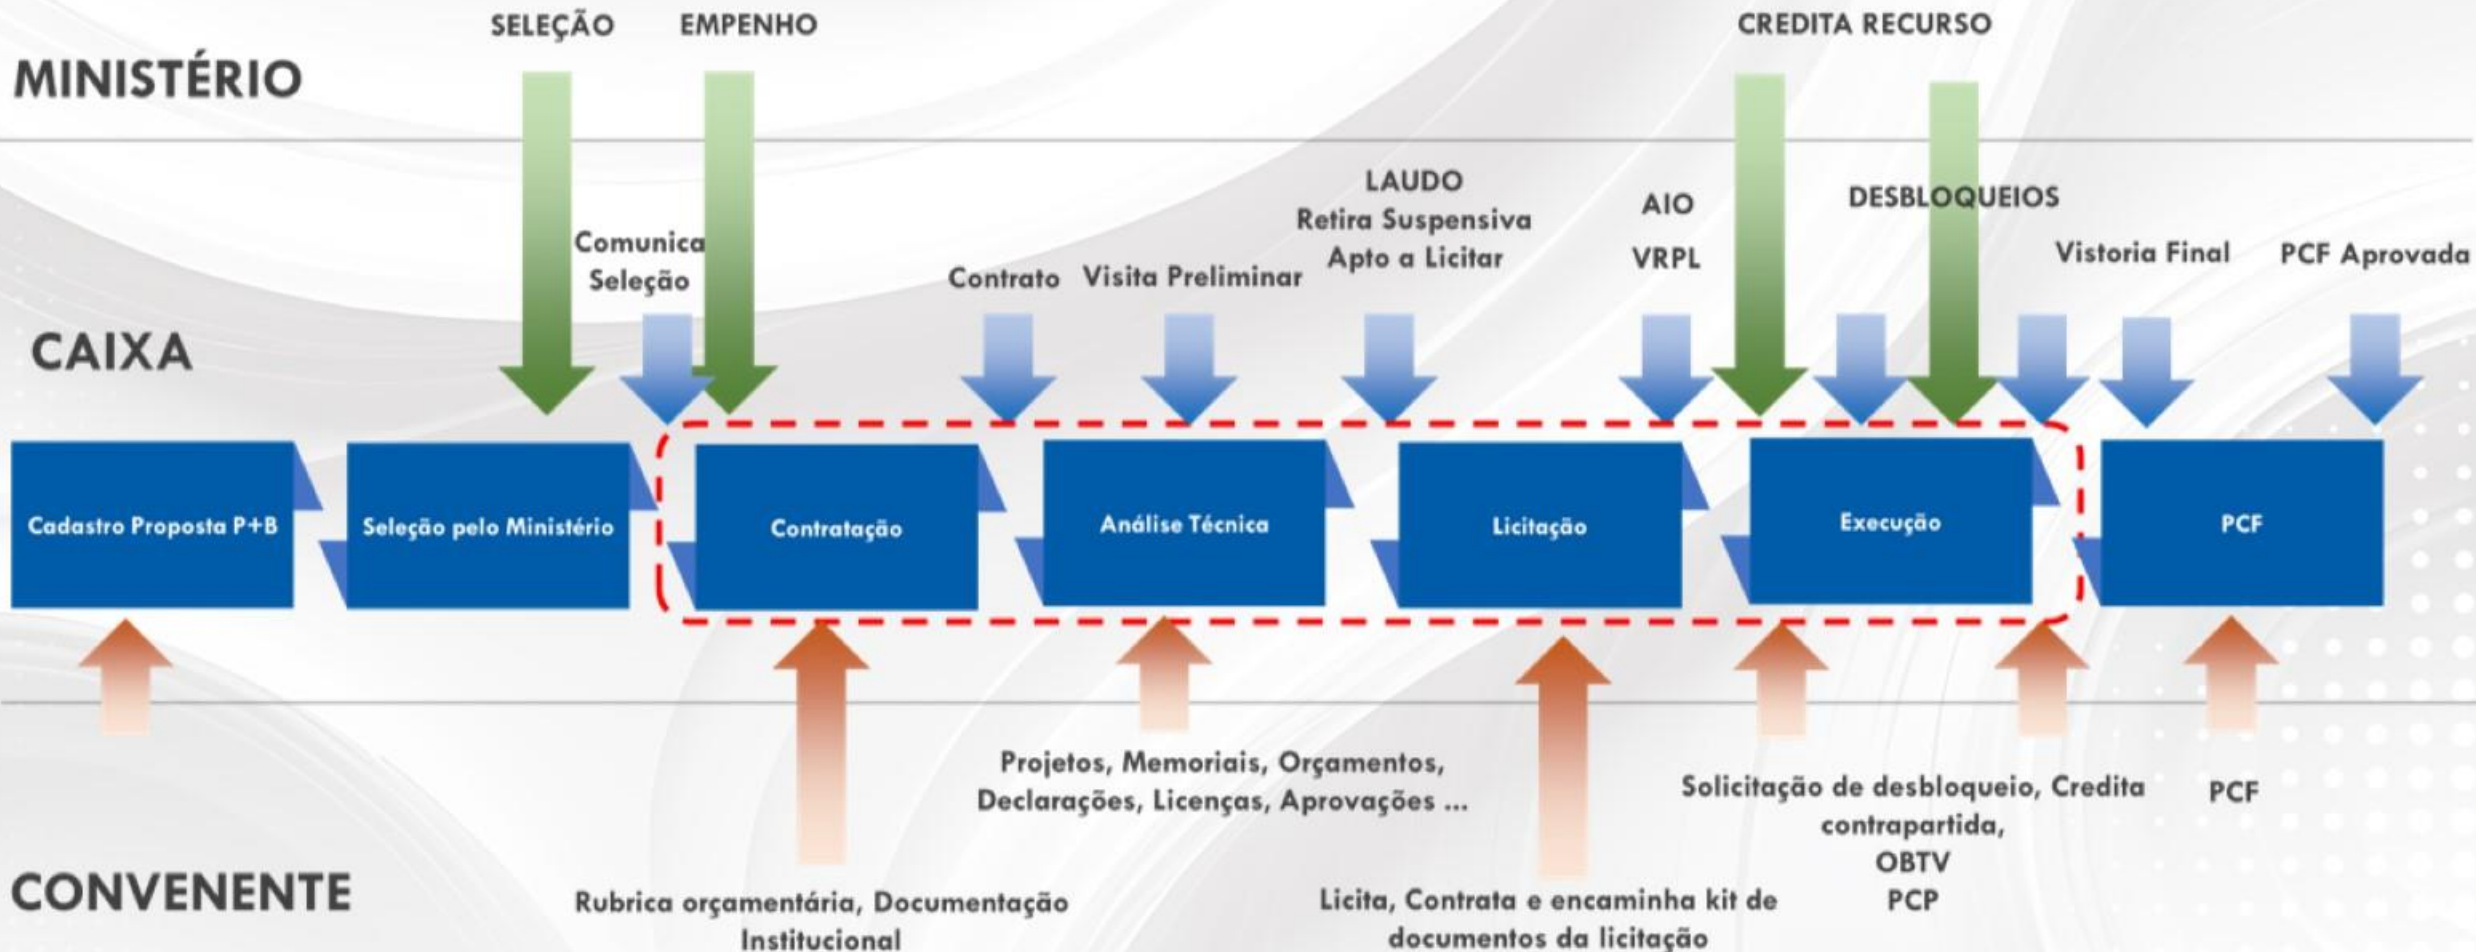 SELEÇÃO
EMPENHO
CREDITA RECURSO
MINISTÉRIO
Comunica
Seleção
Contrato
Visita Preliminar
LAUDO
Retira Suspensiva
Apto a Licitar
AIO
VRPL
DESBLOQUEIOS
Vistoria Final
PCF Aprovada
CAIXA
Cadastro Proposta P+B
Seleção pelo Ministério
Contratação
Análise Técnica
Licitação
Execução
PCF
CONVENENTE
Rubrica orçamentária, Documentação
Institucional
Projetos, Memoriais, Orçamentos,
Declarações, Licenças, Aprovações ...
Licita, Contrata e encaminha kit de
documentos da licitação
Solicitação de desbloqueio, Credita
contrapartida,
OBTV
PCP
PCF